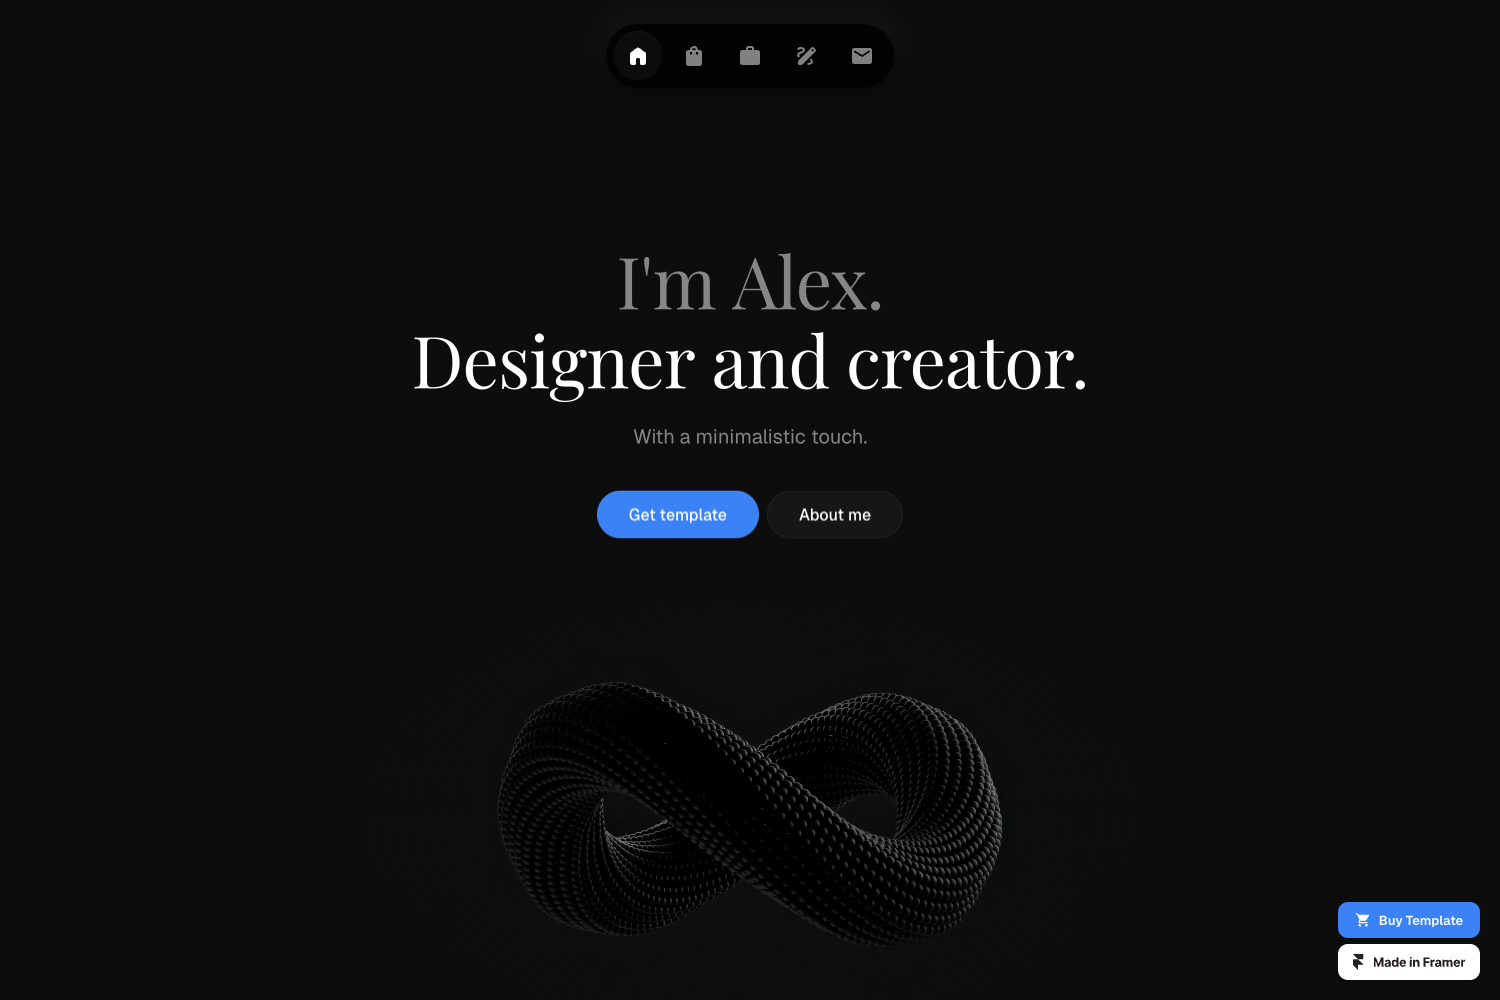 I'm Alex.
Designer and creator.
With a minimalistic touch.
Get template
About me
Buy Template
Made in Framer